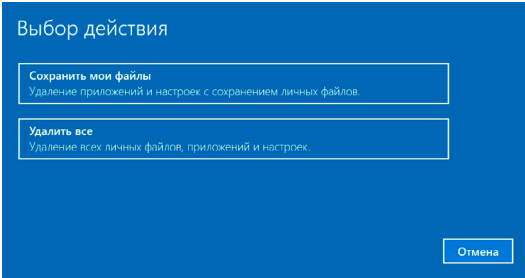 Выбор действия
Сохранить мои файлы
Удаление приложений и настроек с сохранением личных файлов.
Удалить все
Удаление всех личных файлов, приложений и настроек.
Отмена